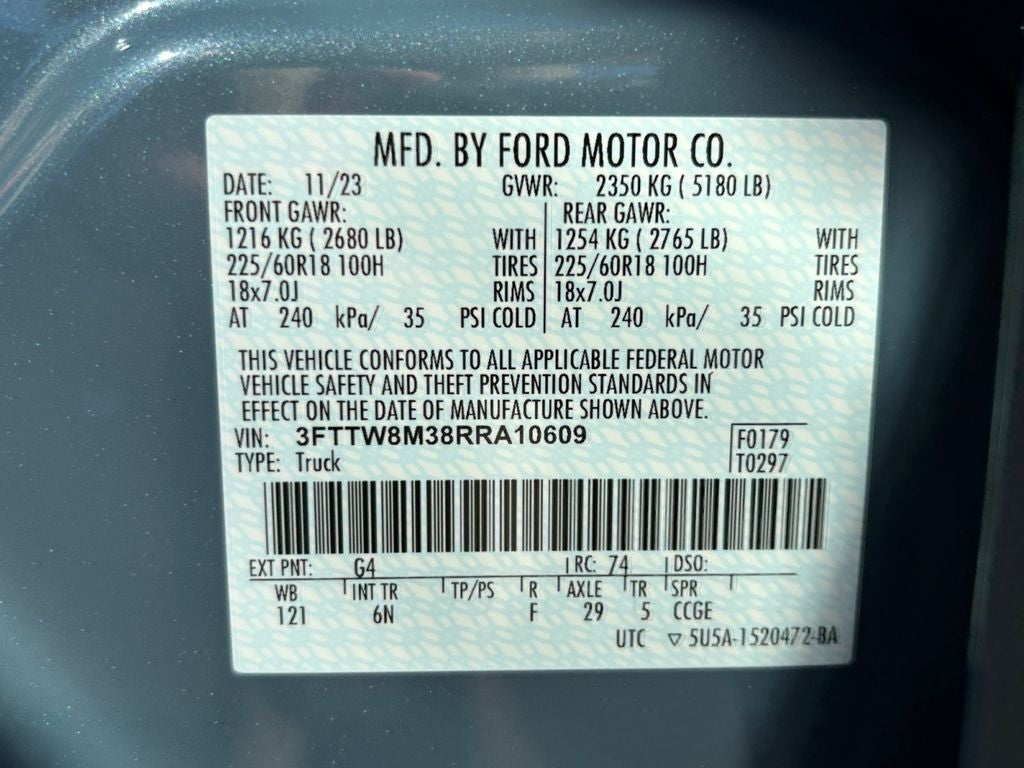 MFD. BY FORD MOTOR CO.
DATE: 11/23 GVWR: 2350 KG ( 5180 LB)
FRONT GAWR: REAR GAWR:
1216 KG ( 2680 LB) WITH 1254 KG ( 2765 LB) WITH
225/60R18 100H TIRES 225/60R18 100H TIRES
18x7.0J RIMS 18x7.0J RIMS
AT 240 kPa/ 35 PSI COLD AT 240 kPa/ 35 PSI COLD
THIS VEHICLE CONFORMS TO ALL APPLICABLE FEDERAL MOTOR
VEHICLE SAFETY AND THEFT PREVENTION STANDARDS IN
EFFECT ON THE DATE OF MANUFACTURE SHOWN ABOVE.
VIN: 3FTTW8M38RRA10609 F0179
TYPE: Truck T0297
EXT PNT: G4 RC: 74 DSO:
WB INT TR TP/PS R AXLE TR SPR
121 6N F 29 5 CCGE
UTC ▽ 5U5A-1520472-BA